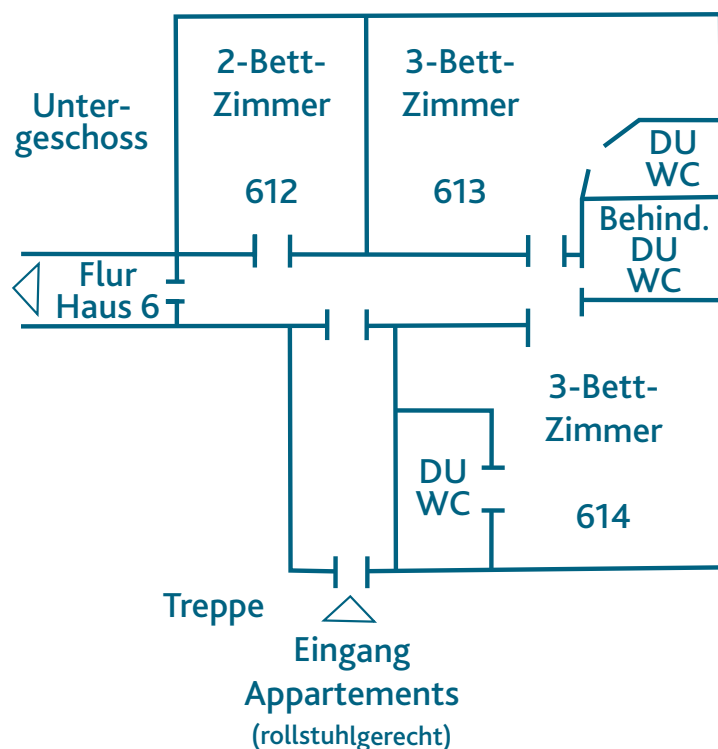 Unter-
geschoss
2-Bett-
Zimmer
612
3-Bett-
Zimmer
613
DU
WC
Behind.
DU
WC
Flur
Haus 6
3-Bett-
Zimmer
614
DU
WC
Treppe
Eingang
Appartements
(rollstuhlgerecht)